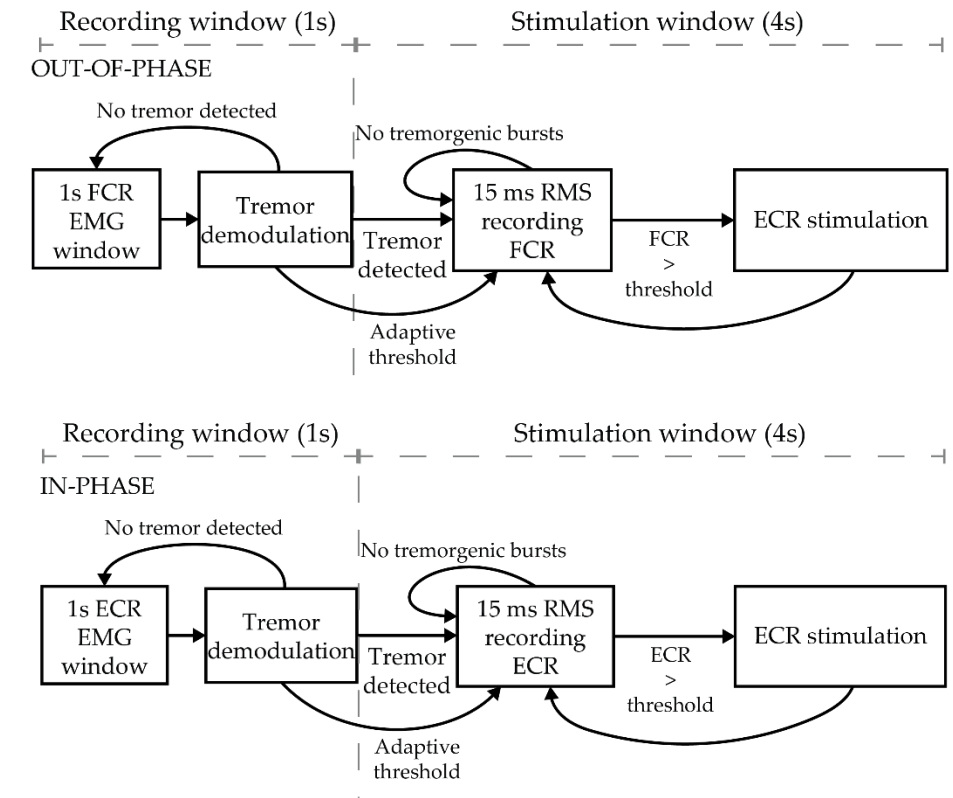 Recording window (1s)
Stimulation window (4s)
OUT-OF-PHASE
No tremor detected
No tremorgenic bursts
1s FCR
EMG
window
Tremor
demodulation
Tremor
detected
15 ms RMS
recording
FCR
FCR
>
threshold
ECR stimulation
Adaptive
threshold
Recording window (1s)
Stimulation window (4s)
IN-PHASE
No tremor detected
No tremorgenic bursts
1s ECR
EMG
window
Tremor
demodulation
Tremor
detected
15 ms RMS
recording
ECR
ECR
>
threshold
ECR stimulation
Adaptive
threshold